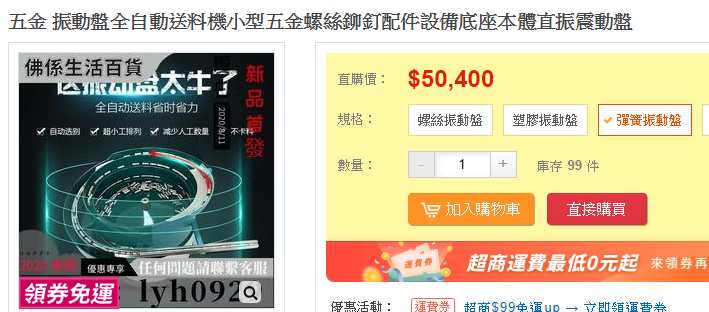 五金 振動盤全自動送料機小型五金螺絲鉚釘配件設備底座本體直振震動盤
佛係生活百貨
这振动盘太牛了
全自动送料省时省力
自动选别
超小工排列
减少人工数量
不卡料
新品首發
2020/8/11
優惠專享
任何問題請聯繫客服
領券免運
lyh092
直購價：
$50,400
規格：
螺絲振動盤
塑膠振動盤
彈簧振動盤
數量：
- 1 +
庫存 99 件
加入購物車
直接購買
運費券
超商運費最低0元起
來領券再
優惠活動：
運費券
超商$99免運up → 立即領運費券